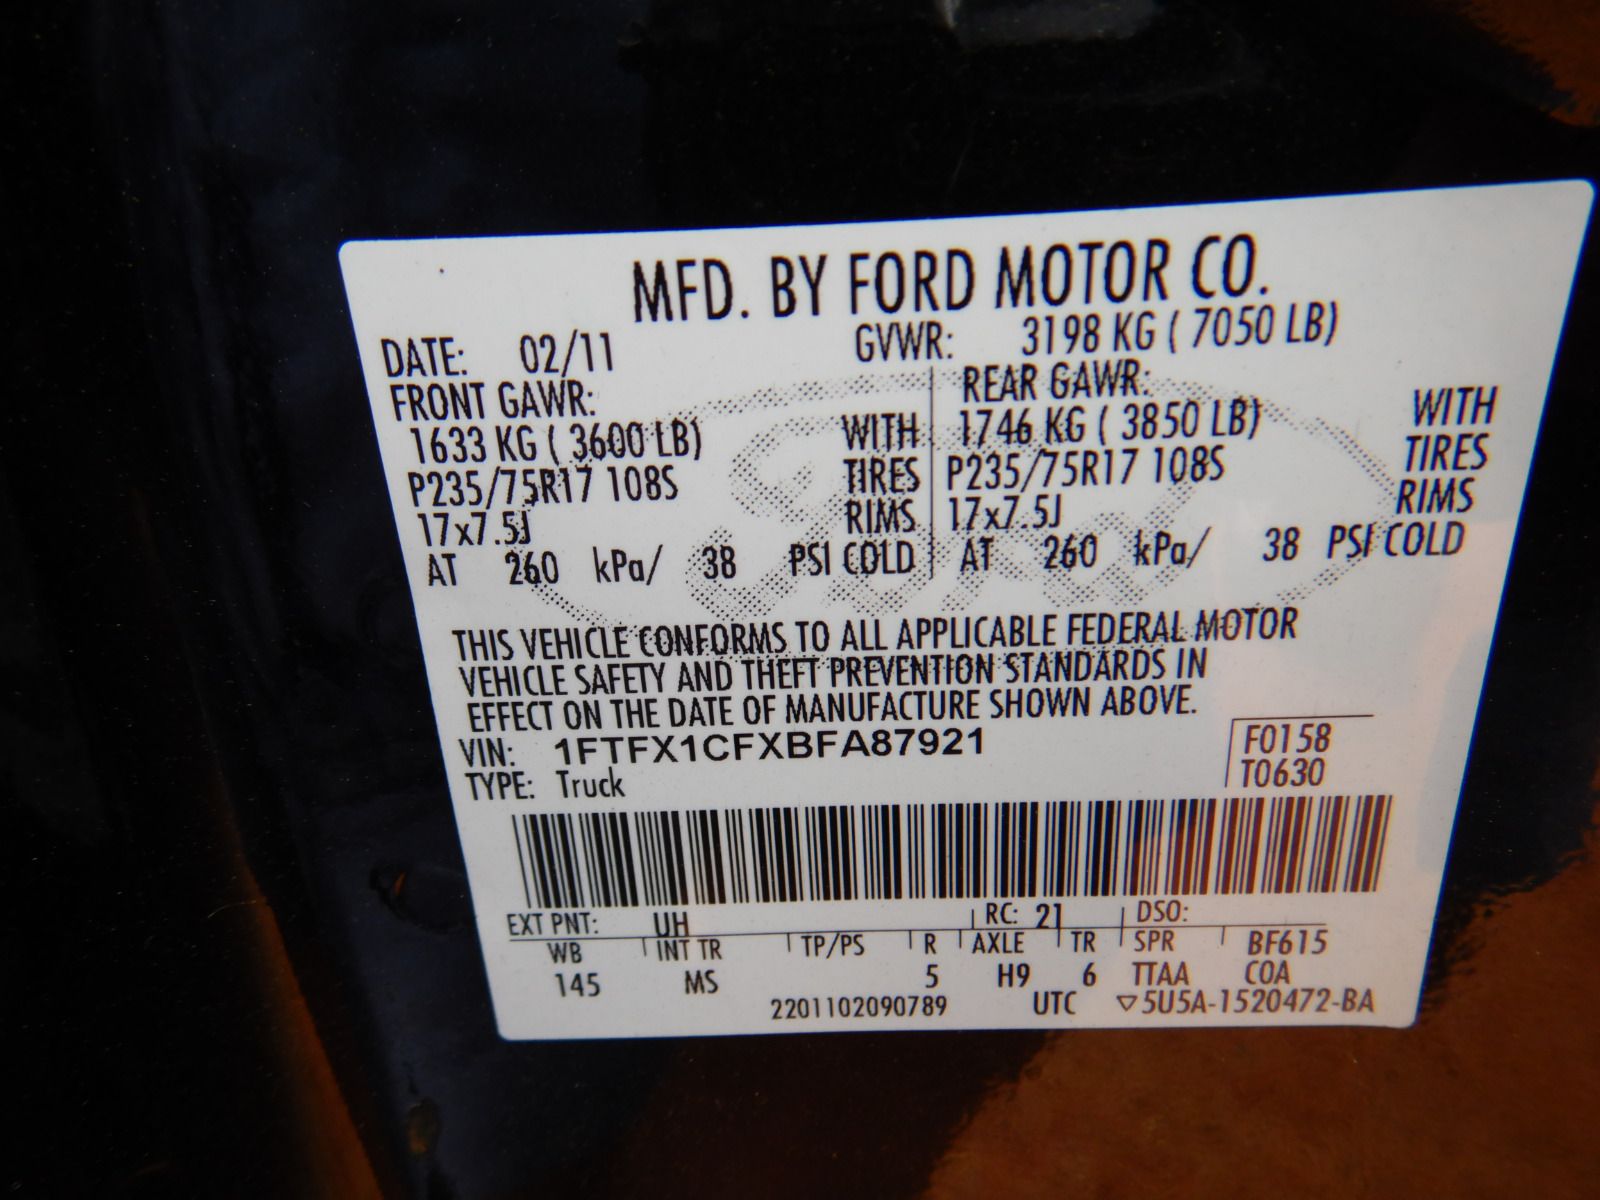 MFD. BY FORD MOTOR CO.
DATE: 02/11 GVWR: 3198 KG ( 7050 LB)
FRONT GAWR: REAR GAWR:
1633 KG ( 3600 LB) WITH 1746 KG ( 3850 LB) WITH
P235/75R17 108S TIRES P235/75R17 108S TIRES
17x7.5J RIMS 17x7.5J RIMS
AT 260 kPa/ 38 PSI COLD AT 260 kPa/ 38 PSI COLD
THIS VEHICLE CONFORMS TO ALL APPLICABLE FEDERAL MOTOR
VEHICLE SAFETY AND THEFT PREVENTION STANDARDS IN
EFFECT ON THE DATE OF MANUFACTURE SHOWN ABOVE.
VIN: 1FTFX1CFXBFA87921 F0158
TYPE: Truck T0630
EXT PNT: UH RC: 21 DSO:
WB INT TR TP/PS R AXLE TR SPR BF615
145 MS 5 H9 6 TTAA COA
2201102090789 UTC ▽5U5A-1520472-BA